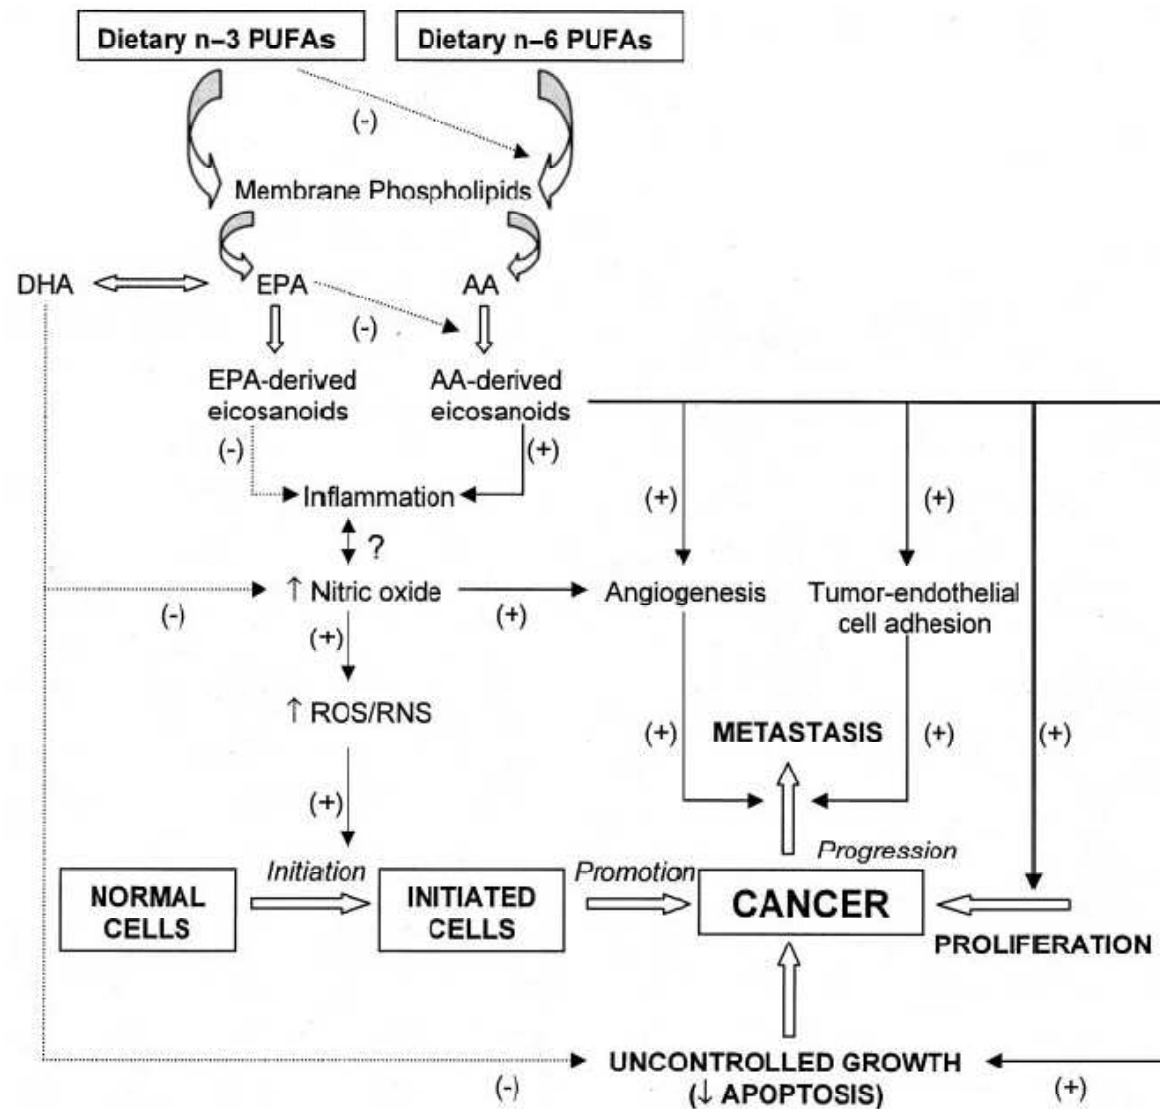 Dietary n–3 PUFAs
Dietary n–6 PUFAs
(-)
Membrane Phospholipids
DHA
EPA
AA
(-)
EPA-derived
eicosanoids
AA-derived
eicosanoids
(-)
(+)
Inflammation
(+)
(+)
?
↑ Nitric oxide
Angiogenesis
Tumor-endothelial
cell adhesion
(-)
(+)
(+)
↑ ROS/RNS
(+)
METASTASIS
(+)
(+)
(+)
Initiation
Promotion
Progression
NORMAL
CELLS
INITIATED
CELLS
CANCER
PROLIFERATION
UNCONTROLLED GROWTH
(↓ APOPTOSIS)
(-)
(+)